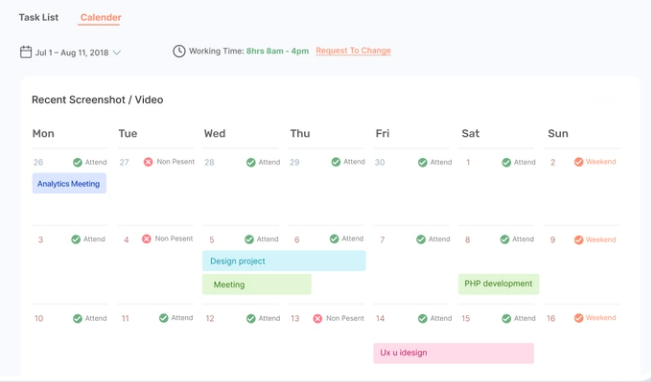 Task List Calender
Jul 1 – Aug 11, 2018 Working Time: 8hrs 8am - 4pm Request To Change
Recent Screenshot / Video
Mon Tue Wed Thu Fri Sat Sun
26 Attend 27 Non Pesent 28 Attend 29 Attend 30 Attend 1 Attend 2 Weekend
Analytics Meeting
3 Attend 4 Non Pesent 5 Attend 6 Attend 7 Attend 8 Attend 9 Weekend
Design project
Meeting PHP development
10 Attend 11 Attend 12 Attend 13 Non Pesent 14 Attend 15 Attend 16 Weekend
Ux u idesign